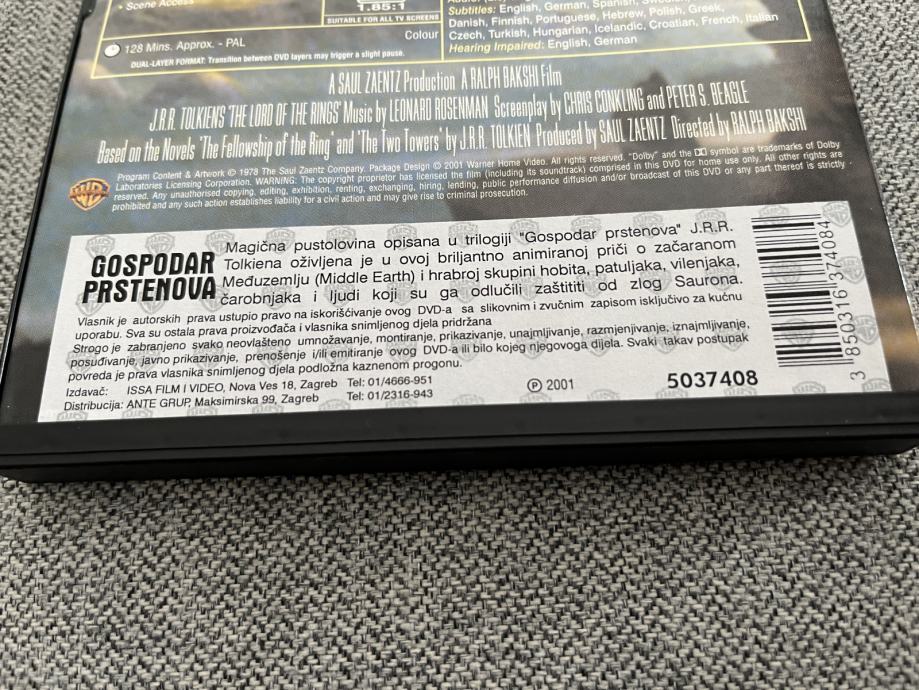 • Scene Access
1.85:1
SUITABLE FOR ALL TV SCREENS
128 Mins. Approx. - PAL
Colour
DUAL-LAYER FORMAT: Transition between DVD layers may trigger a slight pause.
Subtitles: English, German, Spanish,
Danish, Finnish, Portuguese, Hebrew, Polish, Greek,
Czech, Turkish, Hungarian, Icelandic, Croatian, French, Italian
Hearing Impaired: English, German
A SAUL ZAENTZ Production A RALPH BAKSHI Film
J.R.R. TOLKIEN'S 'THE LORD OF THE RINGS' Music by LEONARD ROSENMAN Screenplay by CHRIS CONKLING and PETER S. BEAGLE
Based on the Novels 'The Fellowship of the Ring' and 'The Two Towers' by J.R.R. TOLKIEN Produced by SAUL ZAENTZ Directed by RALPH BAKSHI
Program Content & Artwork © 1978 The Saul Zaentz Company. Package Design © 2001 Warner Home Video. All rights reserved. "Dolby" and the symbol are trademarks of Dolby
Laboratories Licensing Corporation. WARNING: The copyright proprietor has licensed the film (including its soundtrack) comprised in this DVD for home use only. All other rights are
reserved. Any unauthorised copying, editing, exhibition, renting, exchanging, hiring, lending, public performance diffusion and/or broadcast of this DVD or any part thereof is strictly
prohibited and any such action establishes liability for a civil action and may give rise to criminal prosecution.
GOSPODAR
PRSTENOVA
Magična pustolovina opisana u trilogiji "Gospodar prstenova" J.R.R.
Tolkiena oživljena je u ovoj briljantno animiranoj priči o začaranom
Međuzemlju (Middle Earth) i hrabroj skupini hobita, patuljaka, vilenjaka,
čarobnjaka i ljudi koji su ga odlučili zaštititi od zlog Saurona.
Vlasnik je autorskih prava ustupio pravo na iskorišćivanje ovog DVD-a sa slikovnim i zvučnim zapisom isključivo za kućnu
uporabu. Sva su ostala prava proizvođača i vlasnika snimljenog djela pridržana
Strogo je zabranjeno svako neovlašteno umnožavanje, montiranje, prikazivanje, unajmljivanje, razmjenjivanje, iznajmljivanje,
posuđivanje, javno prikazivanje, prenošenje i/ili emitiranje ovog DVD-a ili bilo kojeg njegovoga dijela. Svaki takav postupak
povreda je prava vlasnika snimljenog djela podložna kaznenom progonu.
Izdavač: ISSA FILM I VIDEO, Nova Ves 18, Zagreb Tel: 01/4666-951
Distribucija: ANTE GRUP, Maksimirska 99, Zagreb Tel: 01/2316-943
Ⓟ 2001
5037408
3 850316 374084